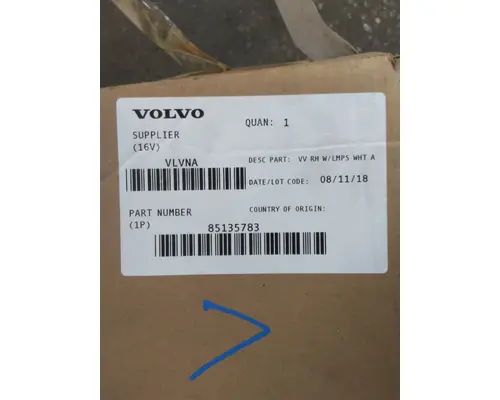 VOLVO
QUAN: 1
SUPPLIER
(16V)
VLVNA
DESC PART: VV RH W/LMPS WHT A
DATE/LOT CODE: 08/11/18
PART NUMBER
(1P)
COUNTRY OF ORIGIN:
85135783